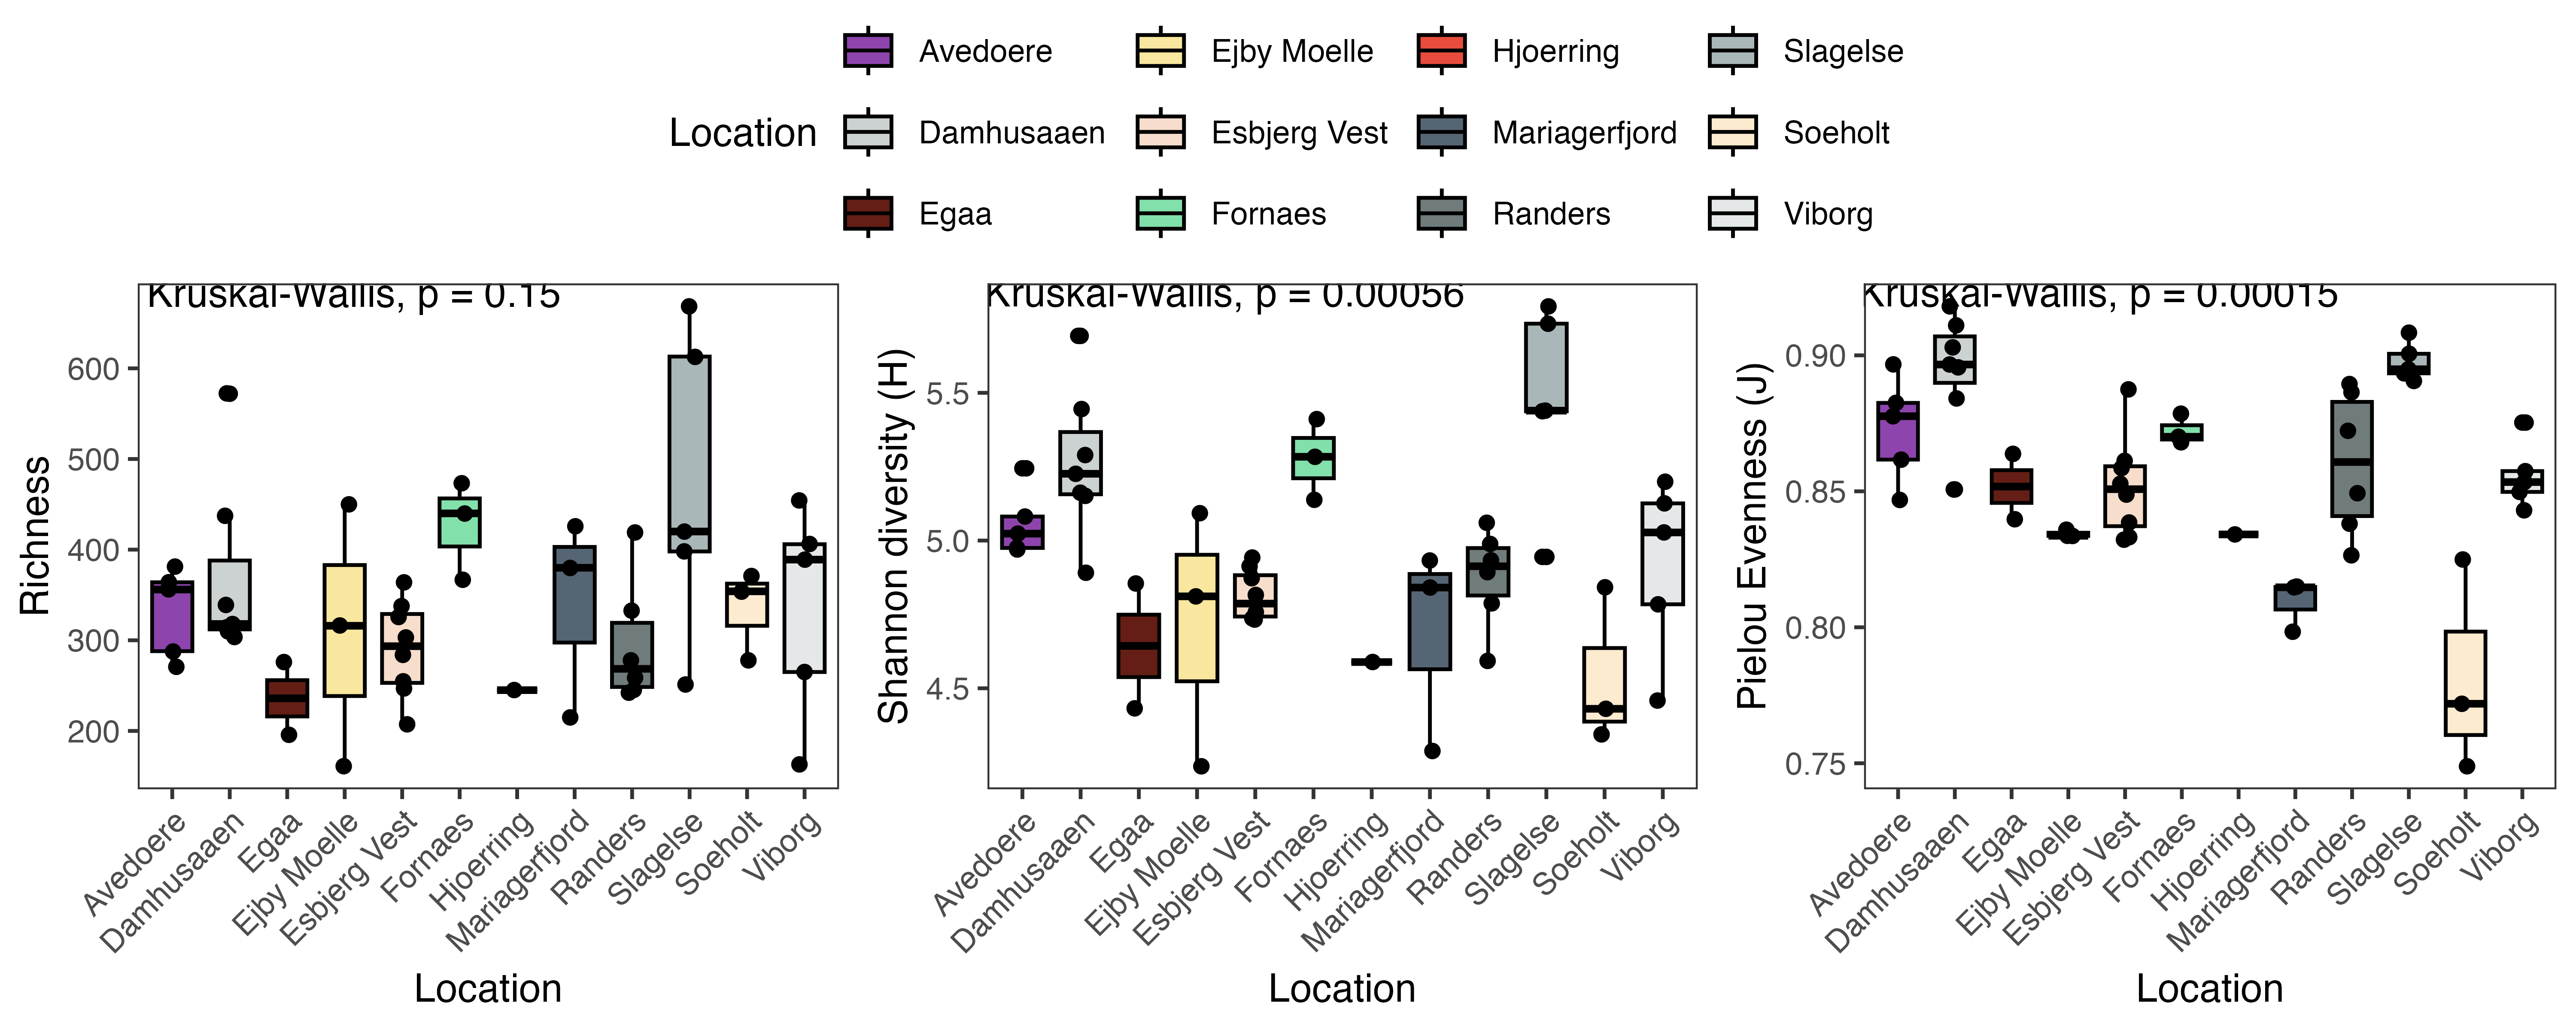 Location
Avedoere
Ejby Moelle
Hjoerring
Slagelse
Damhusaaen
Esbjerg Vest
Mariagerfjord
Soeholt
Egaa
Fornaes
Randers
Viborg
Kruskal-Wallis, p = 0.15
Richness
600
500
400
300
200
Avedoere
Damhusaaen
Egaa
Ejby Moelle
Esbjerg Vest
Fornaes
Hjoerring
Mariagerfjord
Randers
Slagelse
Soeholt
Viborg
Location
Kruskal-Wallis, p = 0.00056
Shannon diversity (H)
5.5
5.0
4.5
Avedoere
Damhusaaen
Egaa
Ejby Moelle
Esbjerg Vest
Fornaes
Hjoerring
Mariagerfjord
Randers
Slagelse
Soeholt
Viborg
Location
Kruskal-Wallis, p = 0.00015
Pielou Evenness (J)
0.90
0.85
0.80
0.75
Avedoere
Damhusaaen
Egaa
Ejby Moelle
Esbjerg Vest
Fornaes
Hjoerring
Mariagerfjord
Randers
Slagelse
Soeholt
Viborg
Location